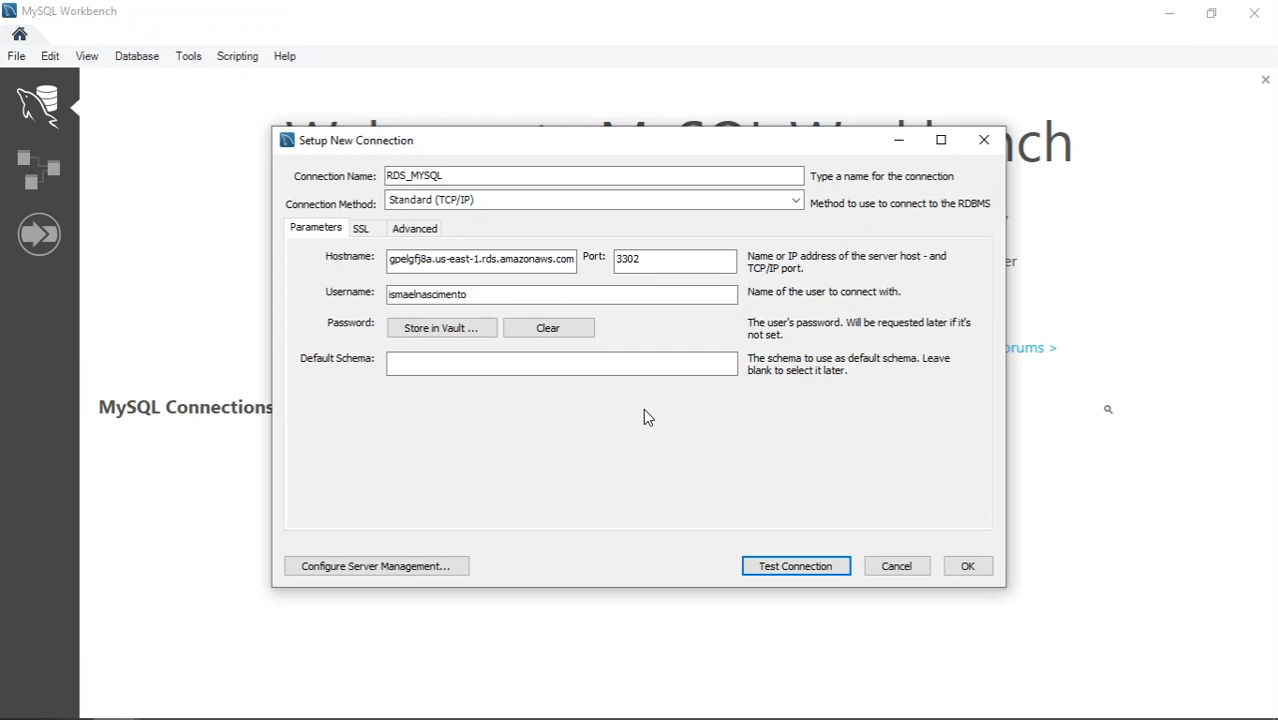 MySQL Workbench
File Edit View Database Tools Scripting Help
Setup New Connection
Connection Name: RDS_MYSQL Type a name for the connection
Connection Method: Standard (TCP/IP) Method to use to connect to the RDBMS
Parameters SSL Advanced
Hostname: gpelgfj8a.us-east-1.rds.amazonaws.com Port: 3302 Name or IP address of the server host - and
TCP/IP port.
Username: ismaelnascimento Name of the user to connect with.
Password: Store in Vault ... Clear The user's password. Will be requested later if it's
not set.
Default Schema: The schema to use as default schema. Leave
blank to select it later.
MySQL Connections
Configure Server Management... Test Connection Cancel OK